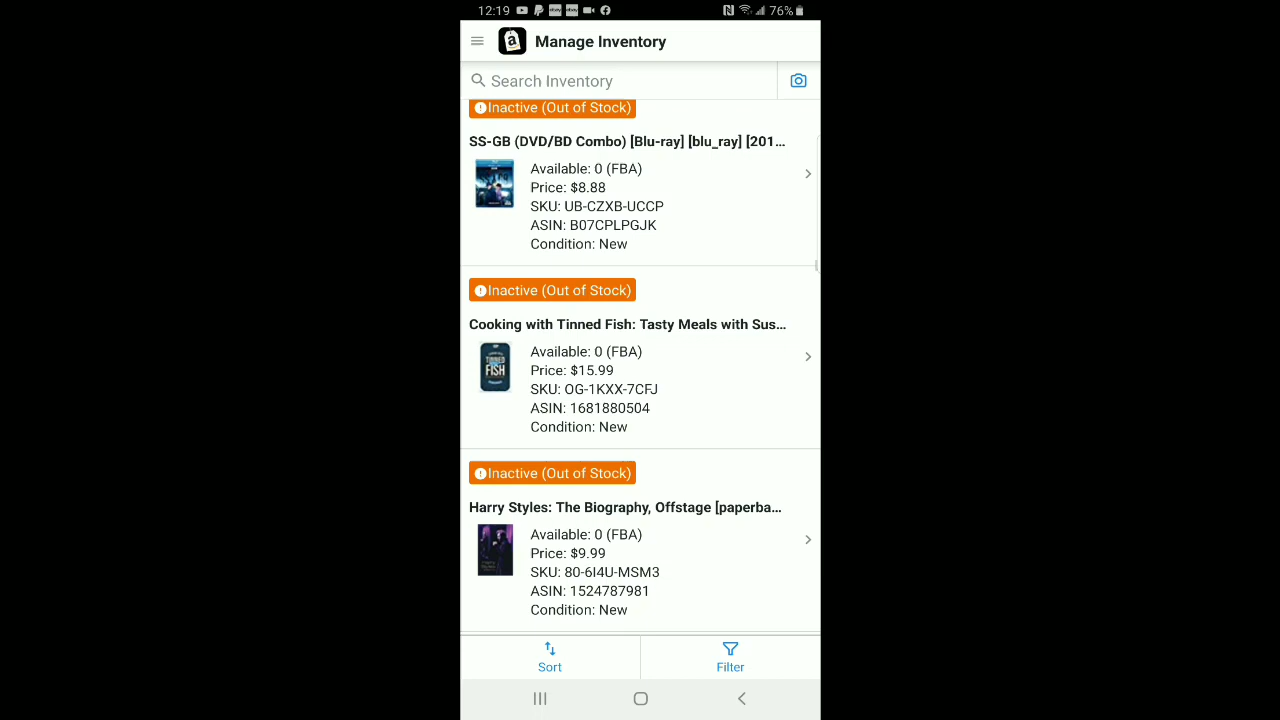 12:19 76%
Manage Inventory
Search Inventory
Inactive (Out of Stock)
SS-GB (DVD/BD Combo) [Blu-ray] [blu_ray] [201...
Available: 0 (FBA)
Price: $8.88
SKU: UB-CZXB-UCCP
ASIN: B07CPLPGJK
Condition: New
Inactive (Out of Stock)
Cooking with Tinned Fish: Tasty Meals with Sus...
TINNED
FISH
Available: 0 (FBA)
Price: $15.99
SKU: OG-1KXX-7CFJ
ASIN: 1681880504
Condition: New
Inactive (Out of Stock)
Harry Styles: The Biography, Offstage [paperba...
Available: 0 (FBA)
Price: $9.99
SKU: 80-6I4U-MSM3
ASIN: 1524787981
Condition: New
Sort Filter